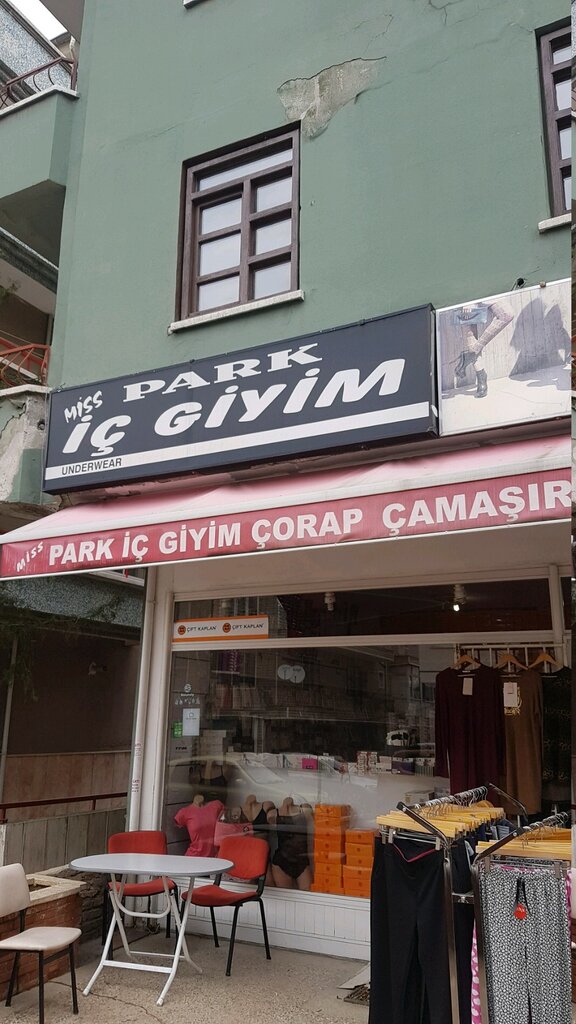 MISS PARK
İÇ GİYİM
UNDERWEAR
MISS PARK İÇ GİYİM ÇORAP ÇAMAŞIR
ÇİFT KAPLAN ÇİFT KAPLAN